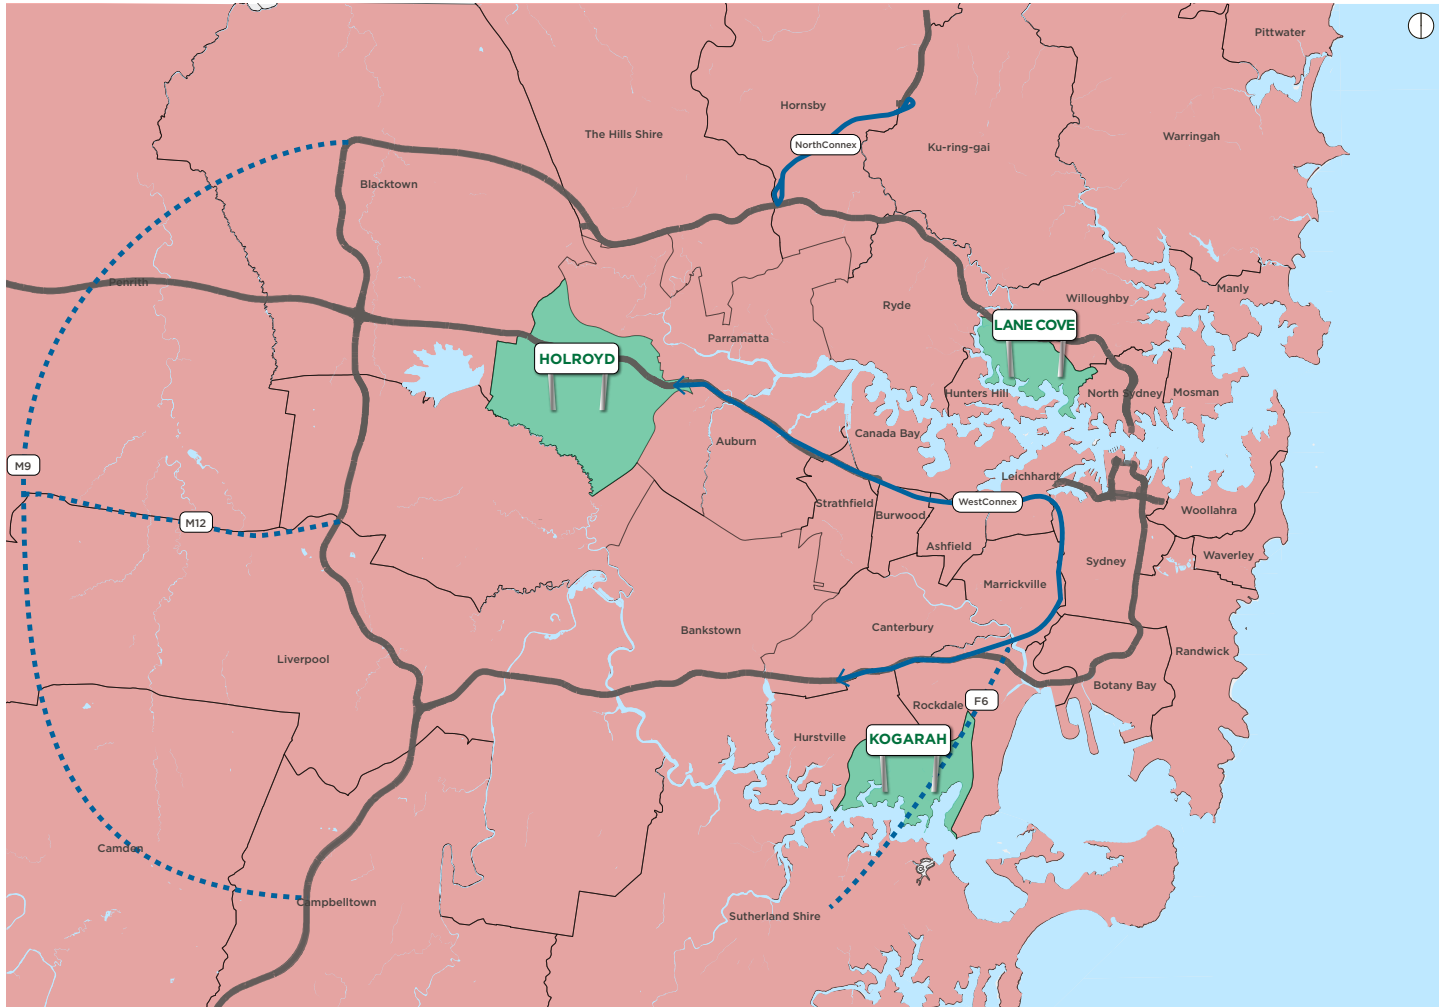 Pittwater
Hornsby
The Hills Shire
Warringah
NorthConnex
Ku-ring-gai
Blacktown
Penrith
Manly
Willoughby
Ryde
LANE COVE
Parramatta
HOLROYD
Hunters Hill
North Sydney
Mosman
Canada Bay
Auburn
M9
Leichhardt
Strathfield
WestConnex
Woollahra
Burwood
M12
Ashfield
Waverley
Sydney
Marrickville
Canterbury
Bankstown
Randwick
Liverpool
Botany Bay
F6
Rockdale
Hurstville
KOGARAH
Camden
Campbelltown
Sutherland Shire